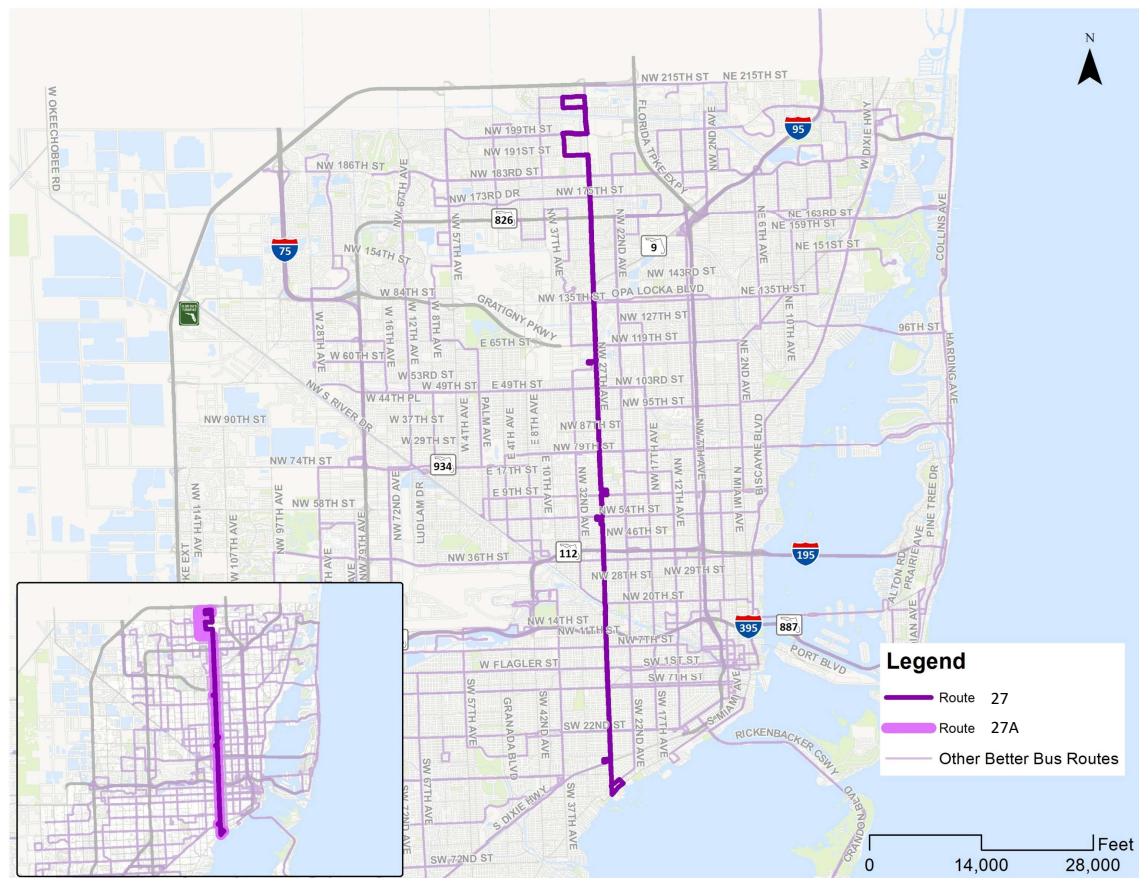 N
NW 215TH ST
NE 215TH ST
W OKEECHOBEE RD
FLORIDA TPKE-EXPY
NW 2ND AVE
95
W DIXIE HWY
NW 199TH ST
NW 191ST ST
NW 186TH ST
NW 67TH AVE
NW 183RD ST
NW 173RD DR
NW 175TH ST
826
NW 57TH AVE
NW 37TH AVE
NW 22ND AVE
9
NE 6TH AVE
NE 163RD ST
NE 159TH ST
NE 151ST ST
COLLINS AVE
75
NW 154TH ST
NW 143RD ST
W 84TH ST
GRATIGNY PKWY
NW 135TH ST
OPA LOCKA BLVD
NE 135TH ST
W 28TH AVE
W 16TH AVE
W 12TH AVE
W 8TH AVE
NW 127TH ST
NE 10TH AVE
96TH ST
E 65TH ST
NW 119TH ST
W 60TH ST
NW 27TH AVE
NE 2ND AVE
HARDING AVE
W 53RD ST
W 49TH ST
E 49TH ST
NW 103RD ST
W 44TH PL
NW S RIVER DR
NW 95TH ST
NW 90TH ST
W 37TH ST
W 4TH AVE
PALM AVE
E 4TH AVE
E 8TH AVE
NW 87TH ST
W 29TH ST
NW 79TH ST
NW 17TH AVE
NW 7TH AVE
BISCAYNE BLVD
NW 74TH ST
934
E 17TH ST
E 10TH AVE
NW 32ND AVE
NW 12TH AVE
N MIAMI AVE
PINE TREE DR
NW 114TH AVE
NW 107TH AVE
NW 97TH AVE
NW 58TH ST
NW 72ND AVE
LUDLAM DR
NW 79TH AVE
E 9TH ST
NW 54TH ST
NW 46TH ST
NW 36TH ST
112
195
ALTON RD
PRAIRIE AVE
NW 28TH ST
NW 29TH ST
NW 20TH ST
NW 14TH ST
NW 11TH ST
NW 7TH ST
395
887
PORT BLVD
W FLAGLER ST
SW 1ST ST
SW 7TH ST
SW 57TH AVE
GRANADA BLVD
SW 42ND AVE
SW 22ND ST
SW 22ND AVE
SW 17TH AVE
S MIAMI AVE
RICKENBACKER CSWY
SW 67TH AVE
S DIXIE HWY
SW 37TH AVE
SW 72ND ST
CRANDON BLVD
Legend
Route 27
Route 27A
Other Better Bus Routes
Feet
0 14,000 28,000